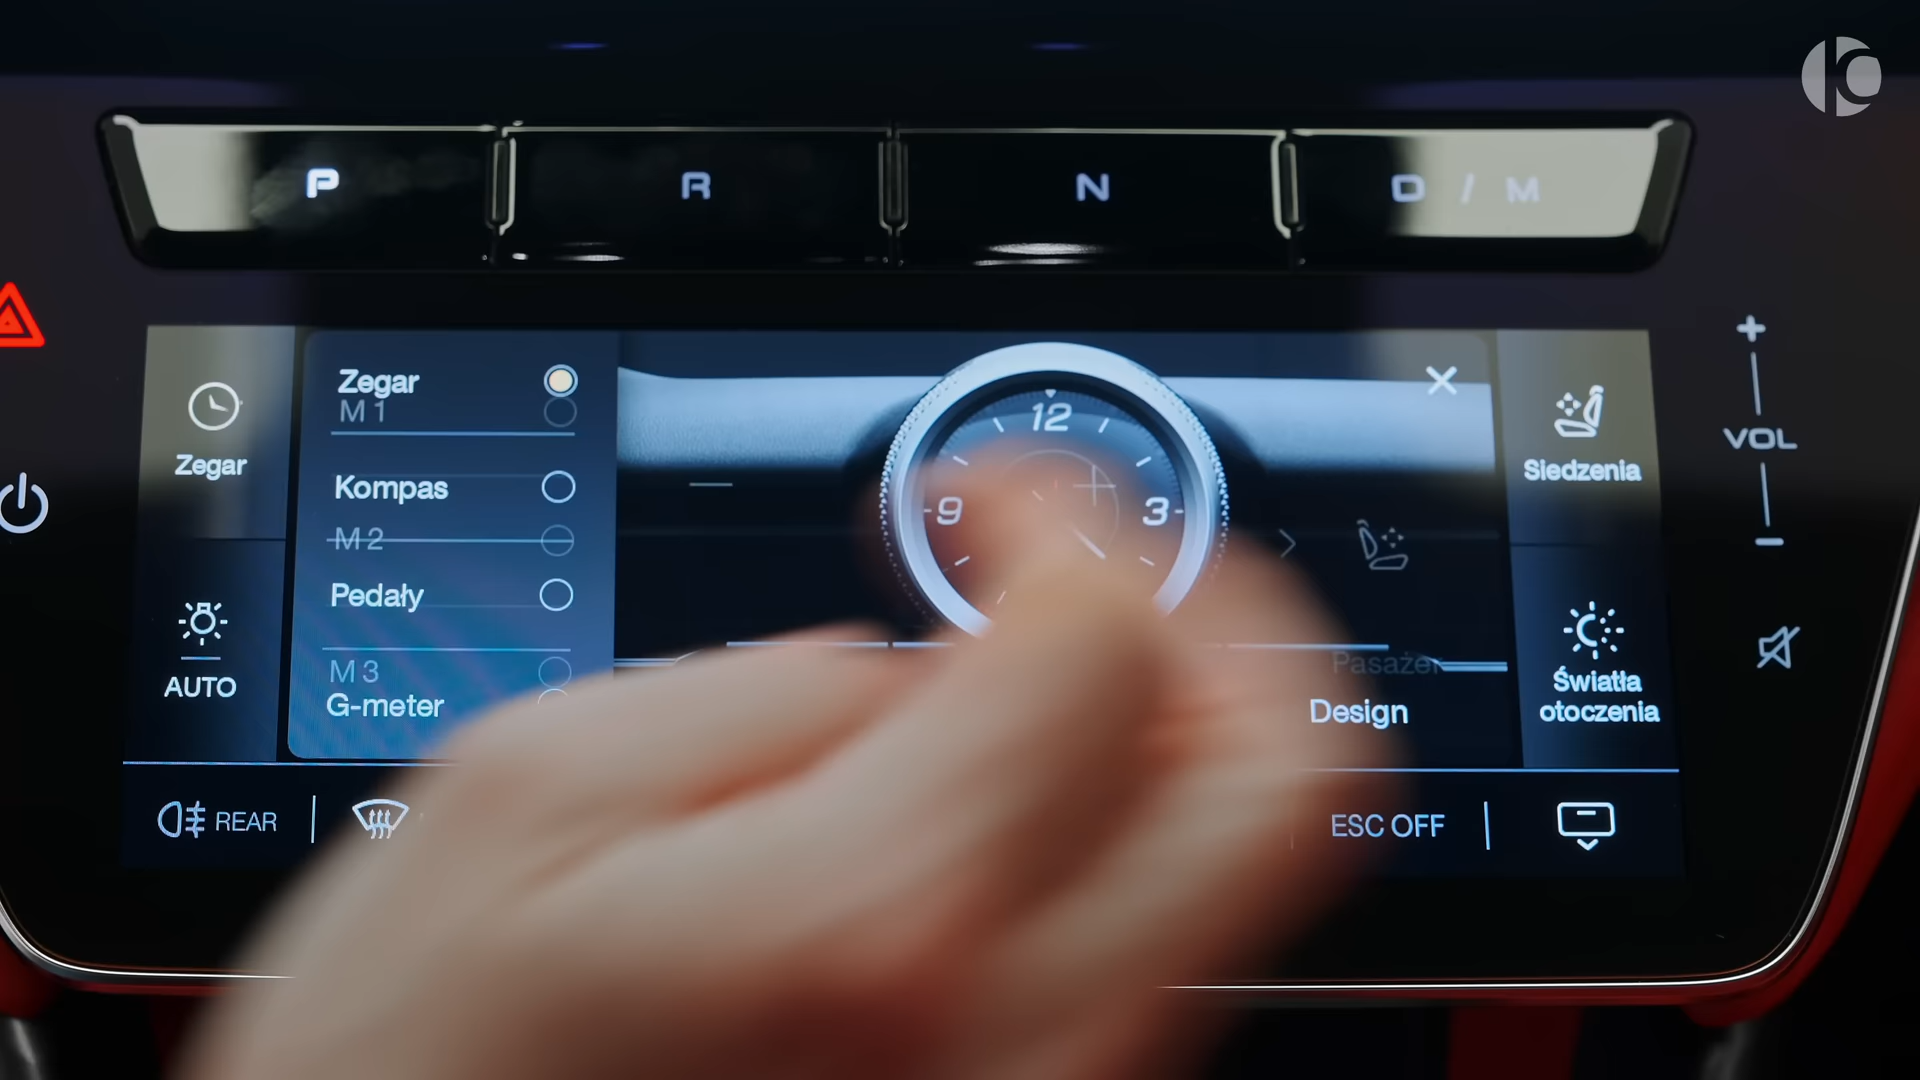 P
R
N
D / M
Zegar
M 1
Kompas
M 2
Pedały
M 3
G-meter
Zegar
AUTO
12
9
3
Pasażer
Design
Siedzenia
Światła
otoczenia
+
VOL
REAR
ESC OFF